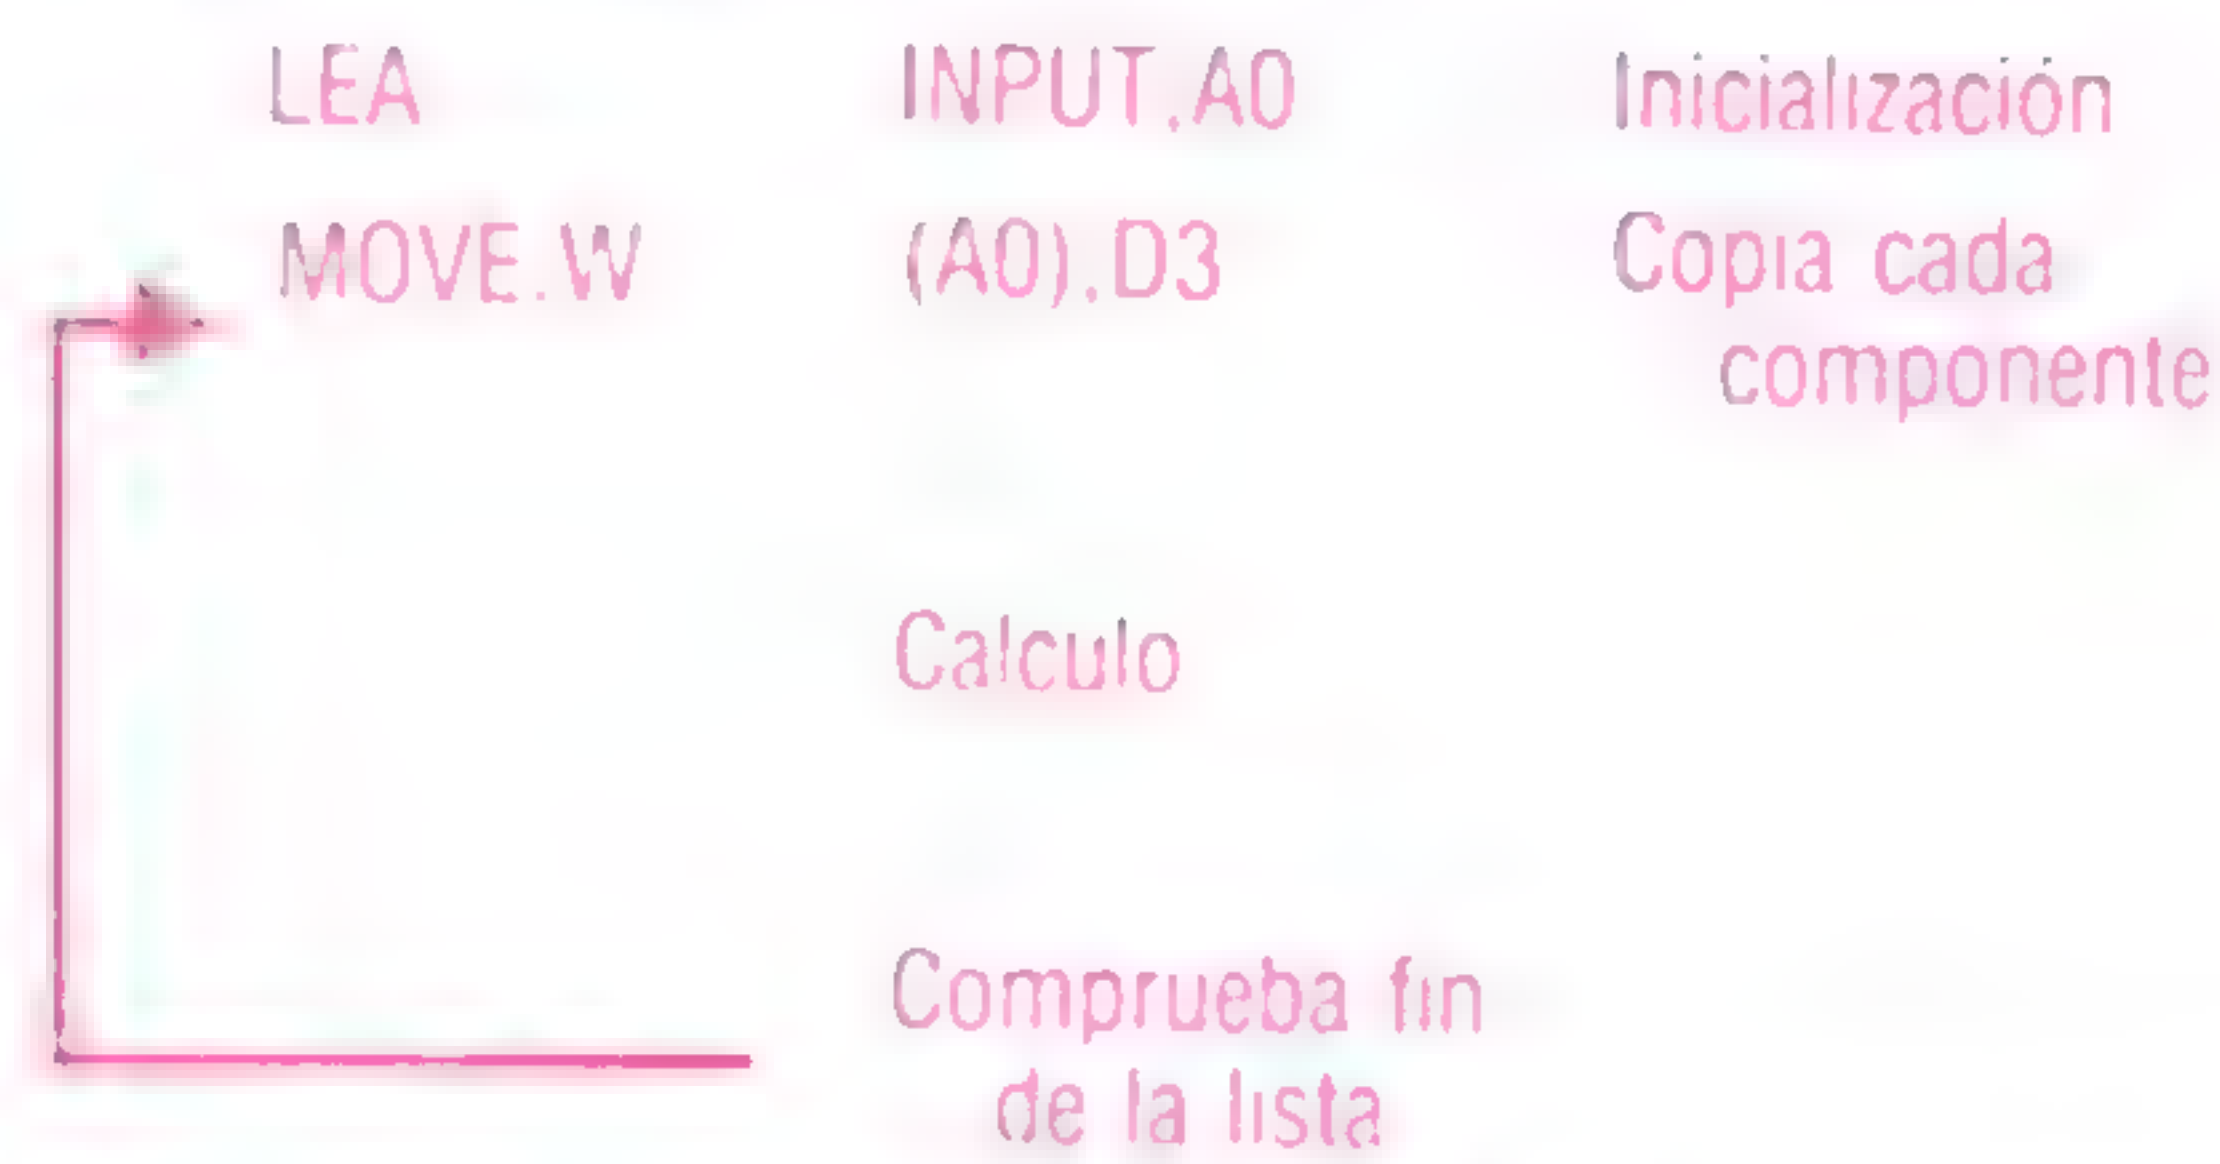 LEA INPUT.A0 Inicialización
MOVE.W (A0).D3 Copia cada
componente
Calculo
Comprueba fin
de la lista